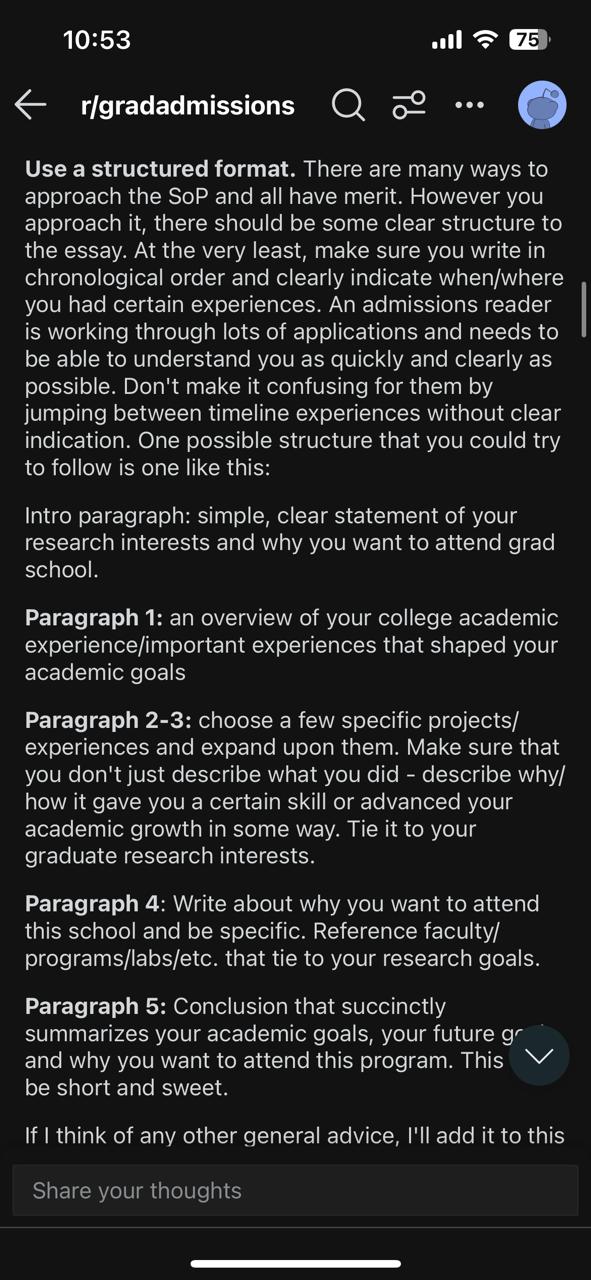 10:53
75
r/gradadmissions
Use a structured format. There are many ways to
approach the SoP and all have merit. However you
approach it, there should be some clear structure to
the essay. At the very least, make sure you write in
chronological order and clearly indicate when/where
you had certain experiences. An admissions reader
is working through lots of applications and needs to
be able to understand you as quickly and clearly as
possible. Don't make it confusing for them by
jumping between timeline experiences without clear
indication. One possible structure that you could try
to follow is one like this:
Intro paragraph: simple, clear statement of your
research interests and why you want to attend grad
school.
Paragraph 1: an overview of your college academic
experience/important experiences that shaped your
academic goals
Paragraph 2-3: choose a few specific projects/
experiences and expand upon them. Make sure that
you don't just describe what you did - describe why/
how it gave you a certain skill or advanced your
academic growth in some way. Tie it to your
graduate research interests.
Paragraph 4: Write about why you want to attend
this school and be specific. Reference faculty/
programs/labs/etc. that tie to your research goals.
Paragraph 5: Conclusion that succinctly
summarizes your academic goals, your future
and why you want to attend this program. This
be short and sweet.
If I think of any other general advice, I'll add it to this
Share your thoughts